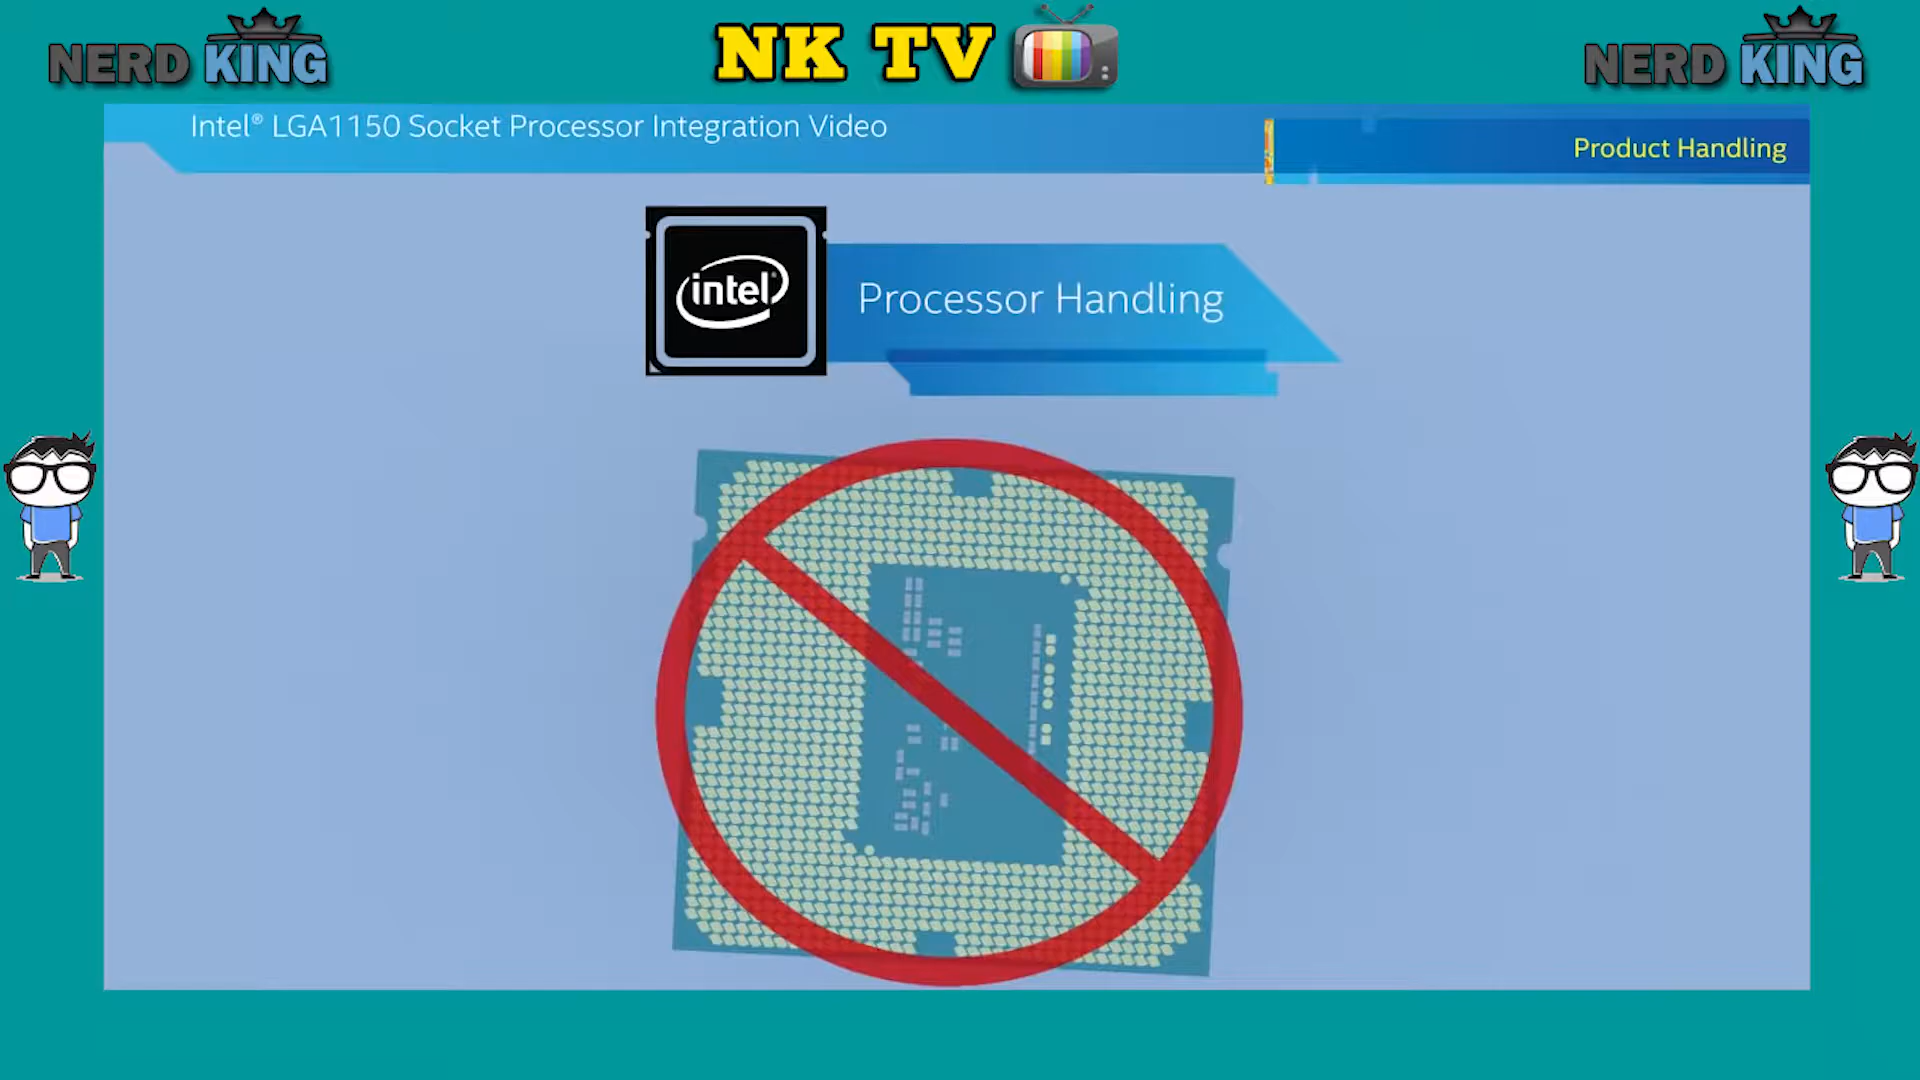 NERD KING
NK TV
NERD KING
Intel® LGA1150 Socket Processor Integration Video
Product Handling
intel®
Processor Handling